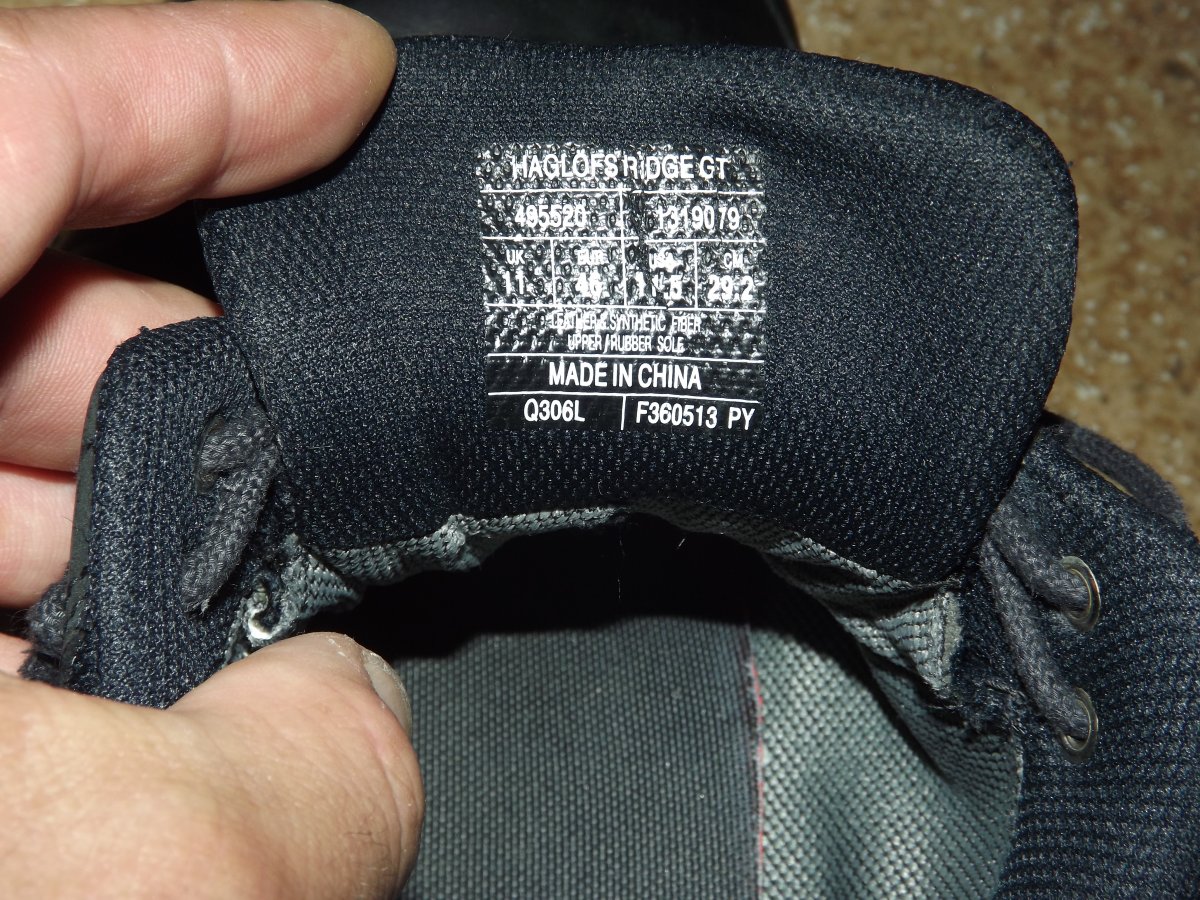 HAGLÖFS RIDGE GT
495520 1319079
UK EUR USA CM
11 46 11.5 29.2
LEATHER & SYNTHETIC FIBER
UPPER/RUBBER SOLE
MADE IN CHINA
Q306L F360513 PY